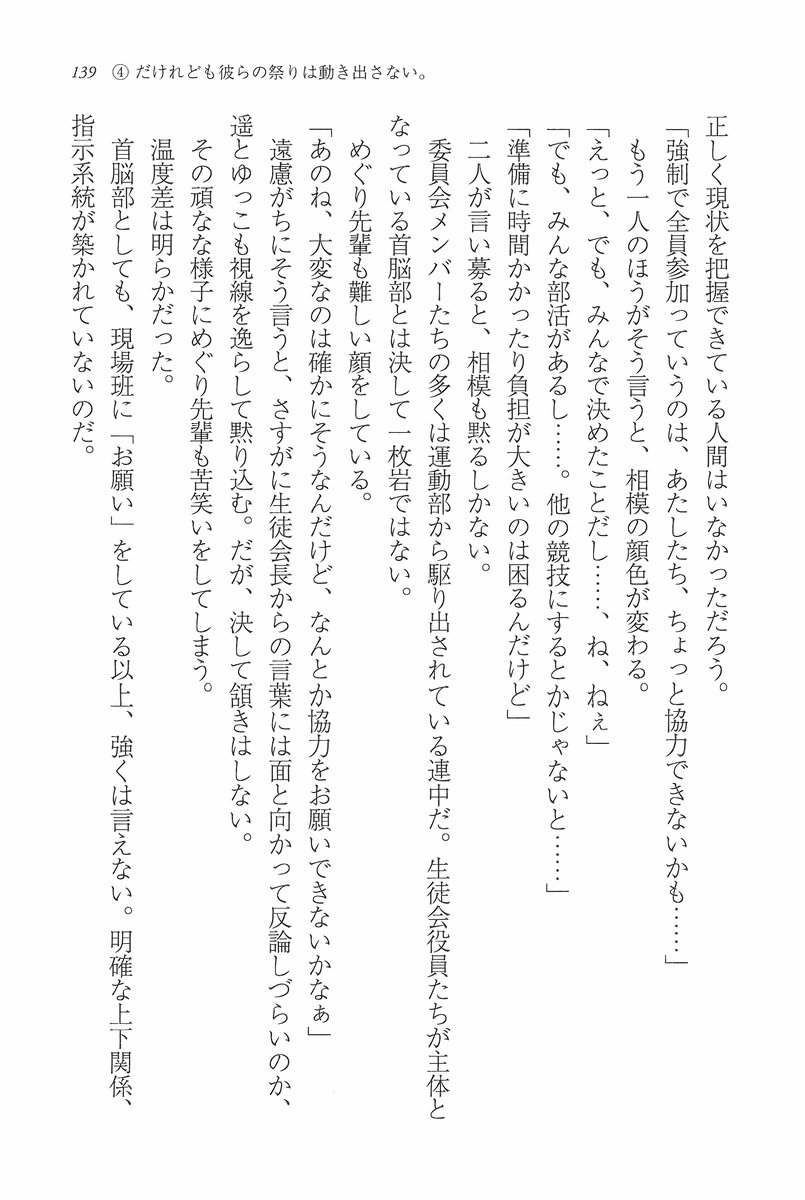 139 ④ だけれども彼らの祭りは動き出さない。
正しく現状を把握できている人間はいなかっただろう。
「強制で全員参加っていうのは、あたしたち、ちょっと協力できないかも……」
もう一人のほうがそう言うと、相模の顔色が変わる。
「えっと、でも、みんなで決めたことだし……、ね、ねぇ」
「でも、みんな部活があるし……。他の競技にするとかじゃないと……」
「準備に時間かかったり負担が大きいのは困るんだけど」
二人が言い募ると、相模も黙るしかない。
委員会メンバーたちの多くは運動部から駆り出されている連中だ。生徒会役員たちが主体と
なっている首脳部とは決して一枚岩ではない。
めぐり先輩も難しい顔をしている。
「あのね、大変なのは確かにそうなんだけど、なんとか協力をお願いできないかなぁ」
遠慮がちにそう言うと、さすがに生徒会長からの言葉には面と向かって反論しづらいのか、
遥とゆっこも視線を逸らして黙り込む。だが、決して頷きはしない。
その頑なな様子にめぐり先輩も苦笑いをしてしまう。
温度差は明らかだった。
首脳部としても、現場班に「お願い」をしている以上、強くは言えない。明確な上下関係、
指示系統が築かれていないのだ。